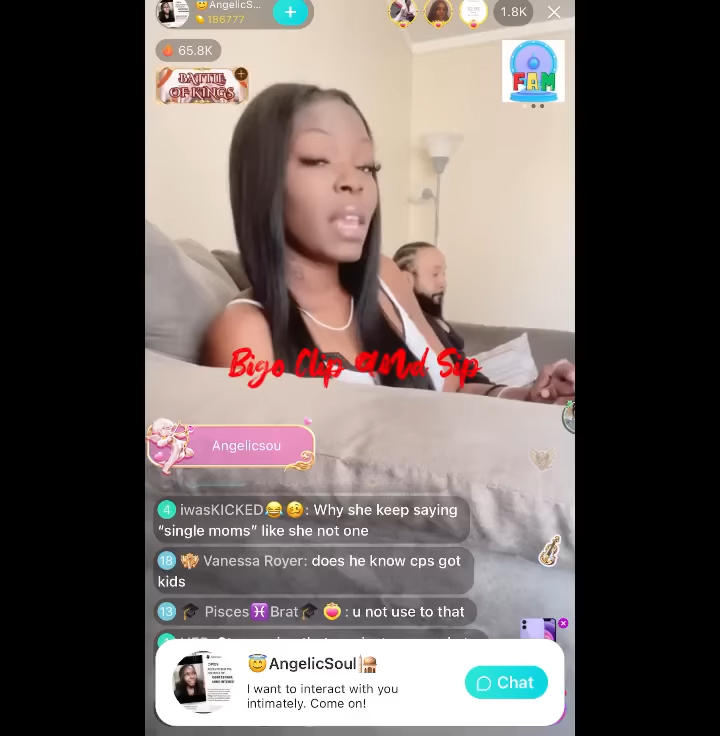 😇AngelicS...
186777
1.8K
65.8K
BATTLE
OF KINGS
FAM
Bigo Clip and Sip
Angelicsou
4 iwasKICKED😂🥴: Why she keep saying
“single moms” like she not one
18 Vanessa Royer: does he know cps got
kids
13 🎓 Pisces♓Brat🎓 🍑: u not use to that
😇AngelicSoul🕌
I want to interact with you
intimately. Come on!
Chat